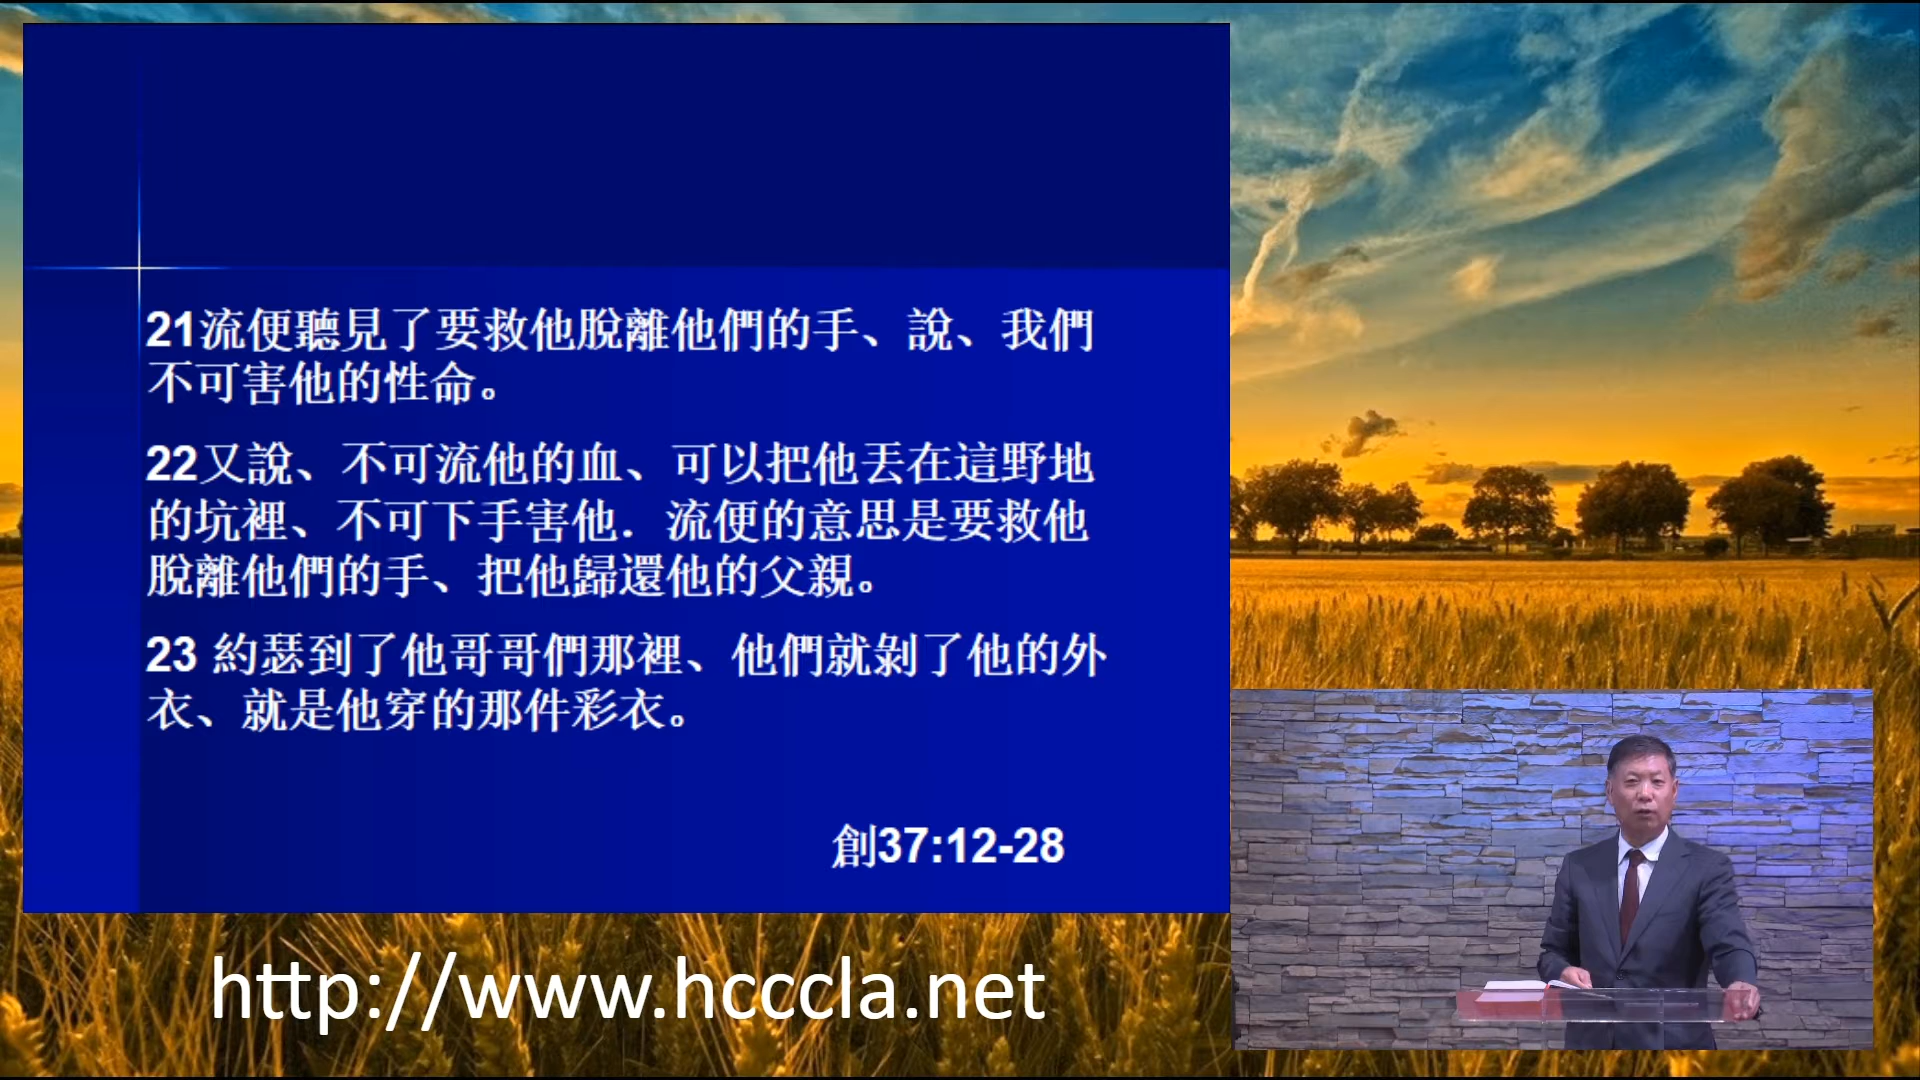 21流便聽見了要救他脫離他們的手、說、我們
不可害他的性命。
22又說、不可流他的血、可以把他丟在這野地
的坑裡、不可下手害他．流便的意思是要救他
脫離他們的手、把他歸還他的父親。
23 約瑟到了他哥哥們那裡、他們就剝了他的外
衣、就是他穿的那件彩衣。
創37:12-28
http://www.hcccla.net